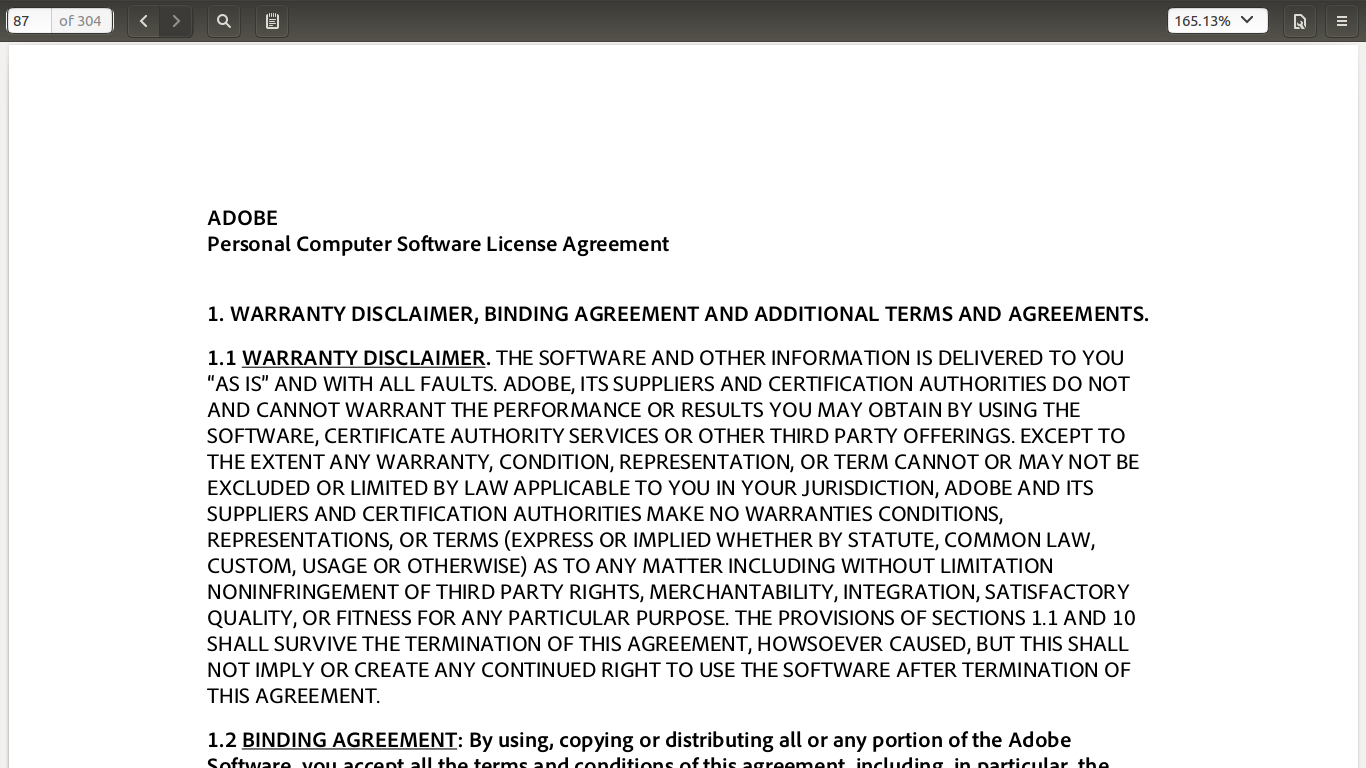 87 of 304 165.13%
ADOBE
Personal Computer Software License Agreement
1. WARRANTY DISCLAIMER, BINDING AGREEMENT AND ADDITIONAL TERMS AND AGREEMENTS.
1.1 WARRANTY DISCLAIMER. THE SOFTWARE AND OTHER INFORMATION IS DELIVERED TO YOU
“AS IS” AND WITH ALL FAULTS. ADOBE, ITS SUPPLIERS AND CERTIFICATION AUTHORITIES DO NOT
AND CANNOT WARRANT THE PERFORMANCE OR RESULTS YOU MAY OBTAIN BY USING THE
SOFTWARE, CERTIFICATE AUTHORITY SERVICES OR OTHER THIRD PARTY OFFERINGS. EXCEPT TO
THE EXTENT ANY WARRANTY, CONDITION, REPRESENTATION, OR TERM CANNOT OR MAY NOT BE
EXCLUDED OR LIMITED BY LAW APPLICABLE TO YOU IN YOUR JURISDICTION, ADOBE AND ITS
SUPPLIERS AND CERTIFICATION AUTHORITIES MAKE NO WARRANTIES CONDITIONS,
REPRESENTATIONS, OR TERMS (EXPRESS OR IMPLIED WHETHER BY STATUTE, COMMON LAW,
CUSTOM, USAGE OR OTHERWISE) AS TO ANY MATTER INCLUDING WITHOUT LIMITATION
NONINFRINGEMENT OF THIRD PARTY RIGHTS, MERCHANTABILITY, INTEGRATION, SATISFACTORY
QUALITY, OR FITNESS FOR ANY PARTICULAR PURPOSE. THE PROVISIONS OF SECTIONS 1.1 AND 10
SHALL SURVIVE THE TERMINATION OF THIS AGREEMENT, HOWSOEVER CAUSED, BUT THIS SHALL
NOT IMPLY OR CREATE ANY CONTINUED RIGHT TO USE THE SOFTWARE AFTER TERMINATION OF
THIS AGREEMENT.
1.2 BINDING AGREEMENT: By using, copying or distributing all or any portion of the Adobe
Software, you accept all the terms and conditions of this agreement, including, in particular, the